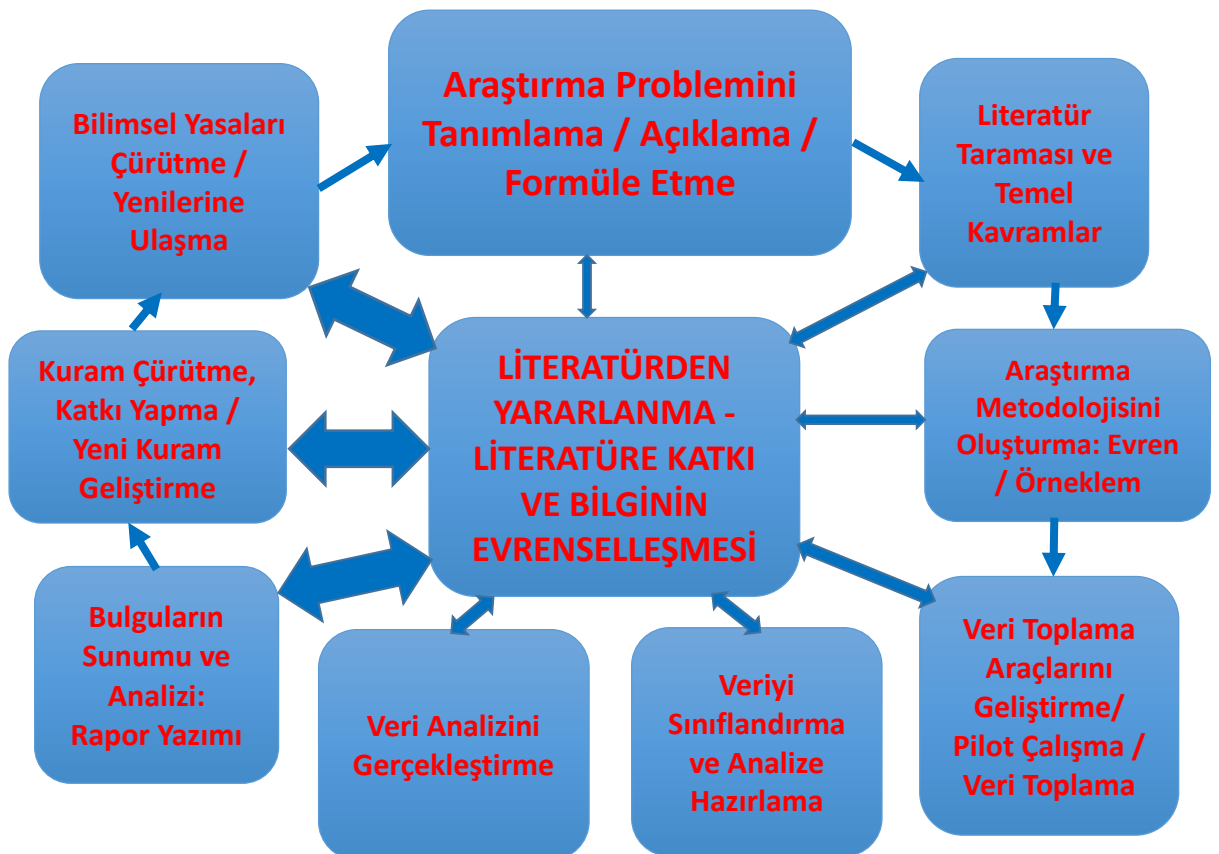 Araştırma Problemini
Tanımlama / Açıklama /
Formüle Etme
Literatür
Taraması ve
Temel
Kavramlar
Araştırma
Metodolojisini
Oluşturma: Evren
/ Örneklem
Veri Toplama
Araçlarını
Geliştirme/
Pilot Çalışma /
Veri Toplama
Veriyi
Sınıflandırma
ve Analize
Hazırlama
Veri Analizini
Gerçekleştirme
Bulguların
Sunumu ve
Analizi:
Rapor Yazımı
Kuram Çürütme,
Katkı Yapma /
Yeni Kuram
Geliştirme
Bilimsel Yasaları
Çürütme /
Yenilerine
Ulaşma
LİTERATÜRDEN
YARARLANMA -
LİTERATÜRE KATKI
VE BİLGİNİN
EVRENSELLEŞMESİ